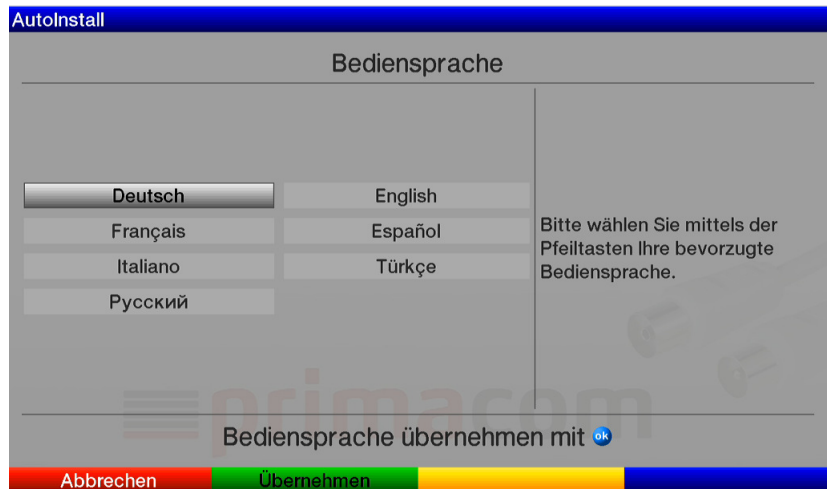 AutoInstall
Bediensprache
Deutsch
English
Français
Español
Italiano
Türkçe
Русский
Bitte wählen Sie mittels der
Pfeiltasten Ihre bevorzugte
Bediensprache.
primacom
Bediensprache übernehmen mit ok
Abbrechen
Übernehmen